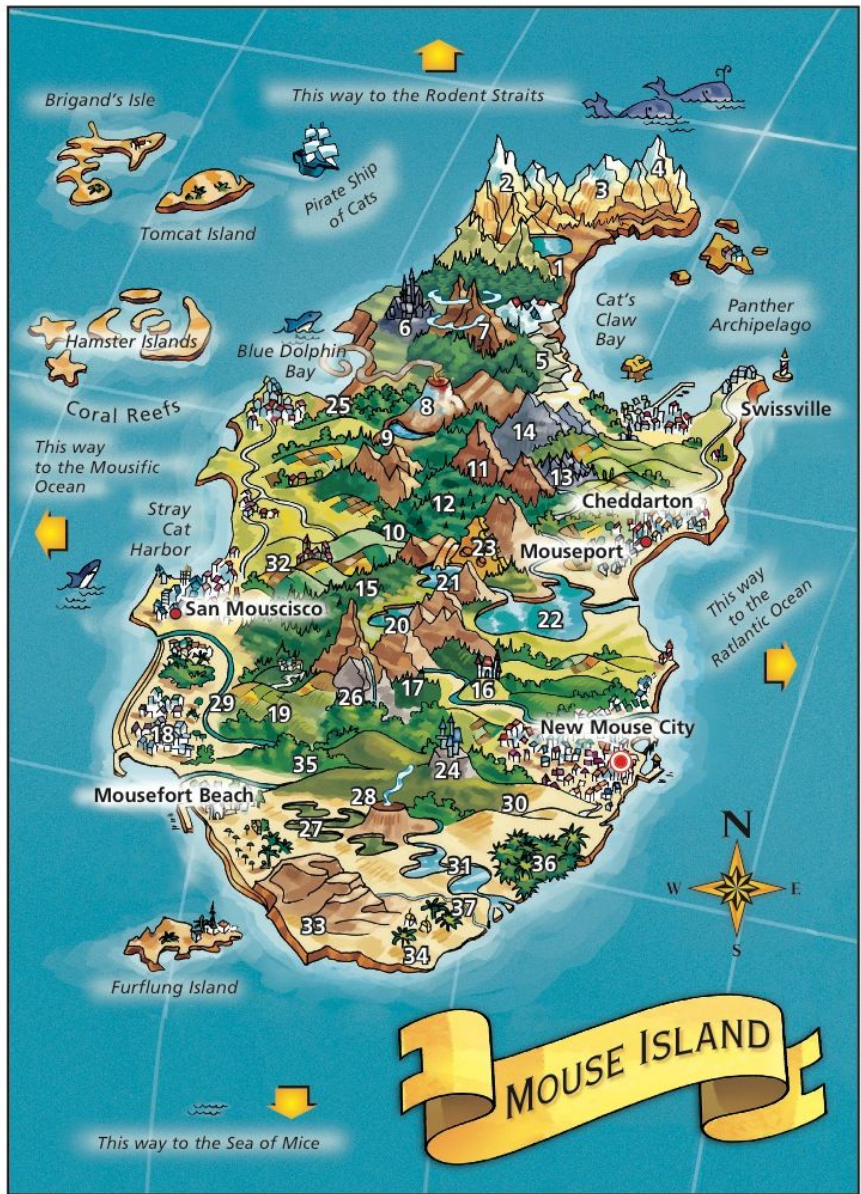 This way to the Rodent Straits
Brigand's Isle
Pirate Ship
of Cats
Tomcat Island
2
3
4
1
Cat's
Claw
Bay
Panther
Archipelago
Hamster Islands
Blue Dolphin
Bay
6
7
5
Coral Reefs
25
8
9
14
Swissville
This way
to the Mousific
Ocean
11
13
Cheddarton
12
Stray
Cat
Harbor
10
23
Mouseport
32
15
21
San Mouscisco
20
22
This way
to the
Ratlantic Ocean
29
19
26
17
16
18
New Mouse City
35
24
Mousefort Beach
28
30
27
31
36
33
37
34
N
W
E
S
Furflung Island
MOUSE ISLAND
This way to the Sea of Mice